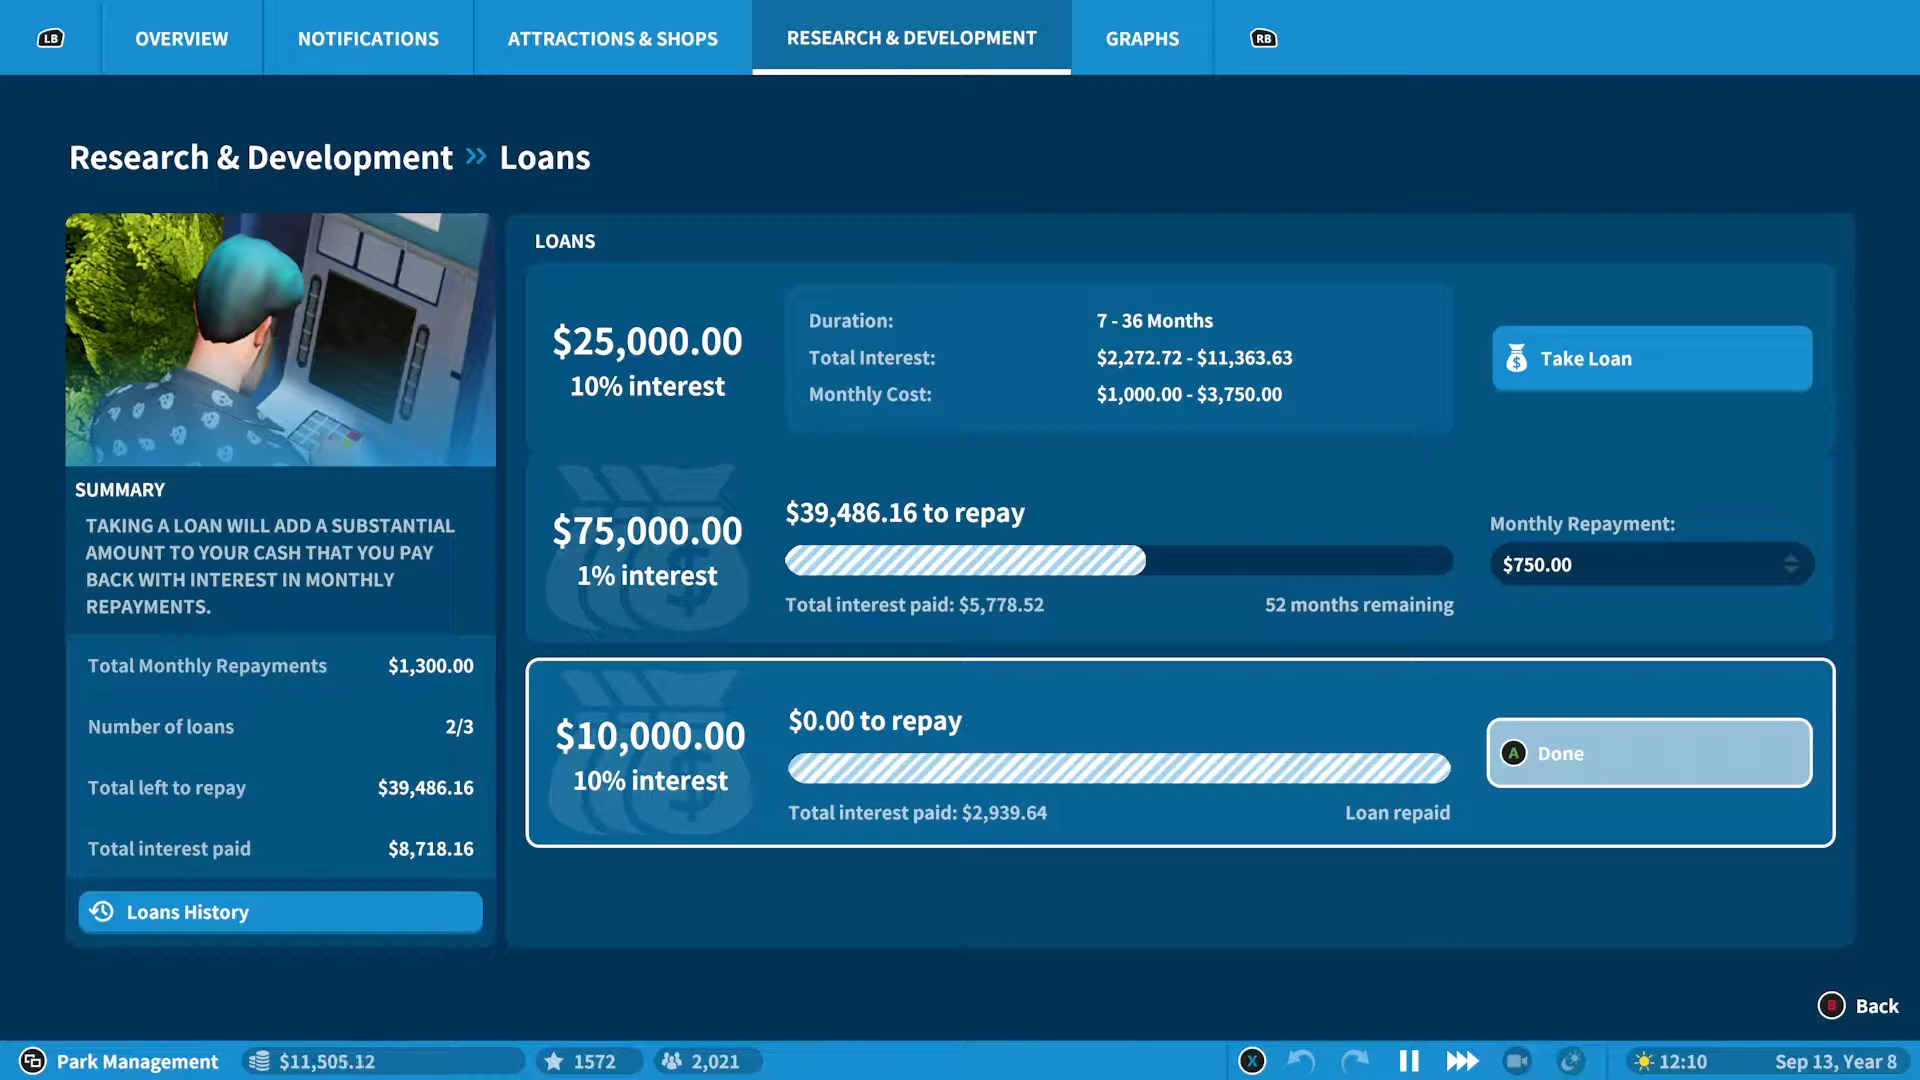 LB
OVERVIEW
NOTIFICATIONS
ATTRACTIONS & SHOPS
RESEARCH & DEVELOPMENT
GRAPHS
RB
Research & Development » Loans
SUMMARY
TAKING A LOAN WILL ADD A SUBSTANTIAL
AMOUNT TO YOUR CASH THAT YOU PAY
BACK WITH INTEREST IN MONTHLY
REPAYMENTS.
Total Monthly Repayments $1,300.00
Number of loans 2/3
Total left to repay $39,486.16
Total interest paid $8,718.16
Loans History
LOANS
$25,000.00
10% interest
Duration: 7 - 36 Months
Total Interest: $2,272.72 - $11,363.63
Monthly Cost: $1,000.00 - $3,750.00
Take Loan
$75,000.00
1% interest
$39,486.16 to repay
Total interest paid: $5,778.52
52 months remaining
Monthly Repayment:
$750.00
$10,000.00
10% interest
$0.00 to repay
Total interest paid: $2,939.64
Loan repaid
A Done
B Back
Park Management
$11,505.12
1572
2,021
X
12:10
Sep 13, Year 8